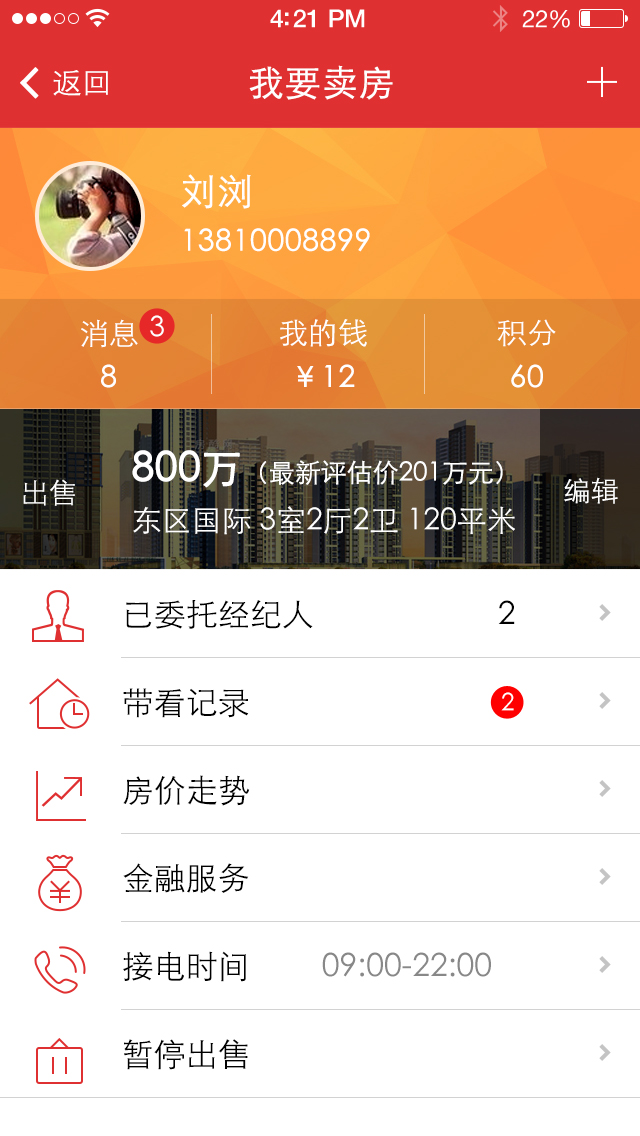 4:21 PM 22%
返回 我要卖房
刘浏
13810008899
消息 3 我的钱 积分
8 ¥12 60
800万（最新评估价201万元）
出售 编辑
东区国际 3室2厅2卫 120平米
已委托经纪人 2
带看记录 2
房价走势
金融服务
接电时间 09:00-22:00
暂停出售